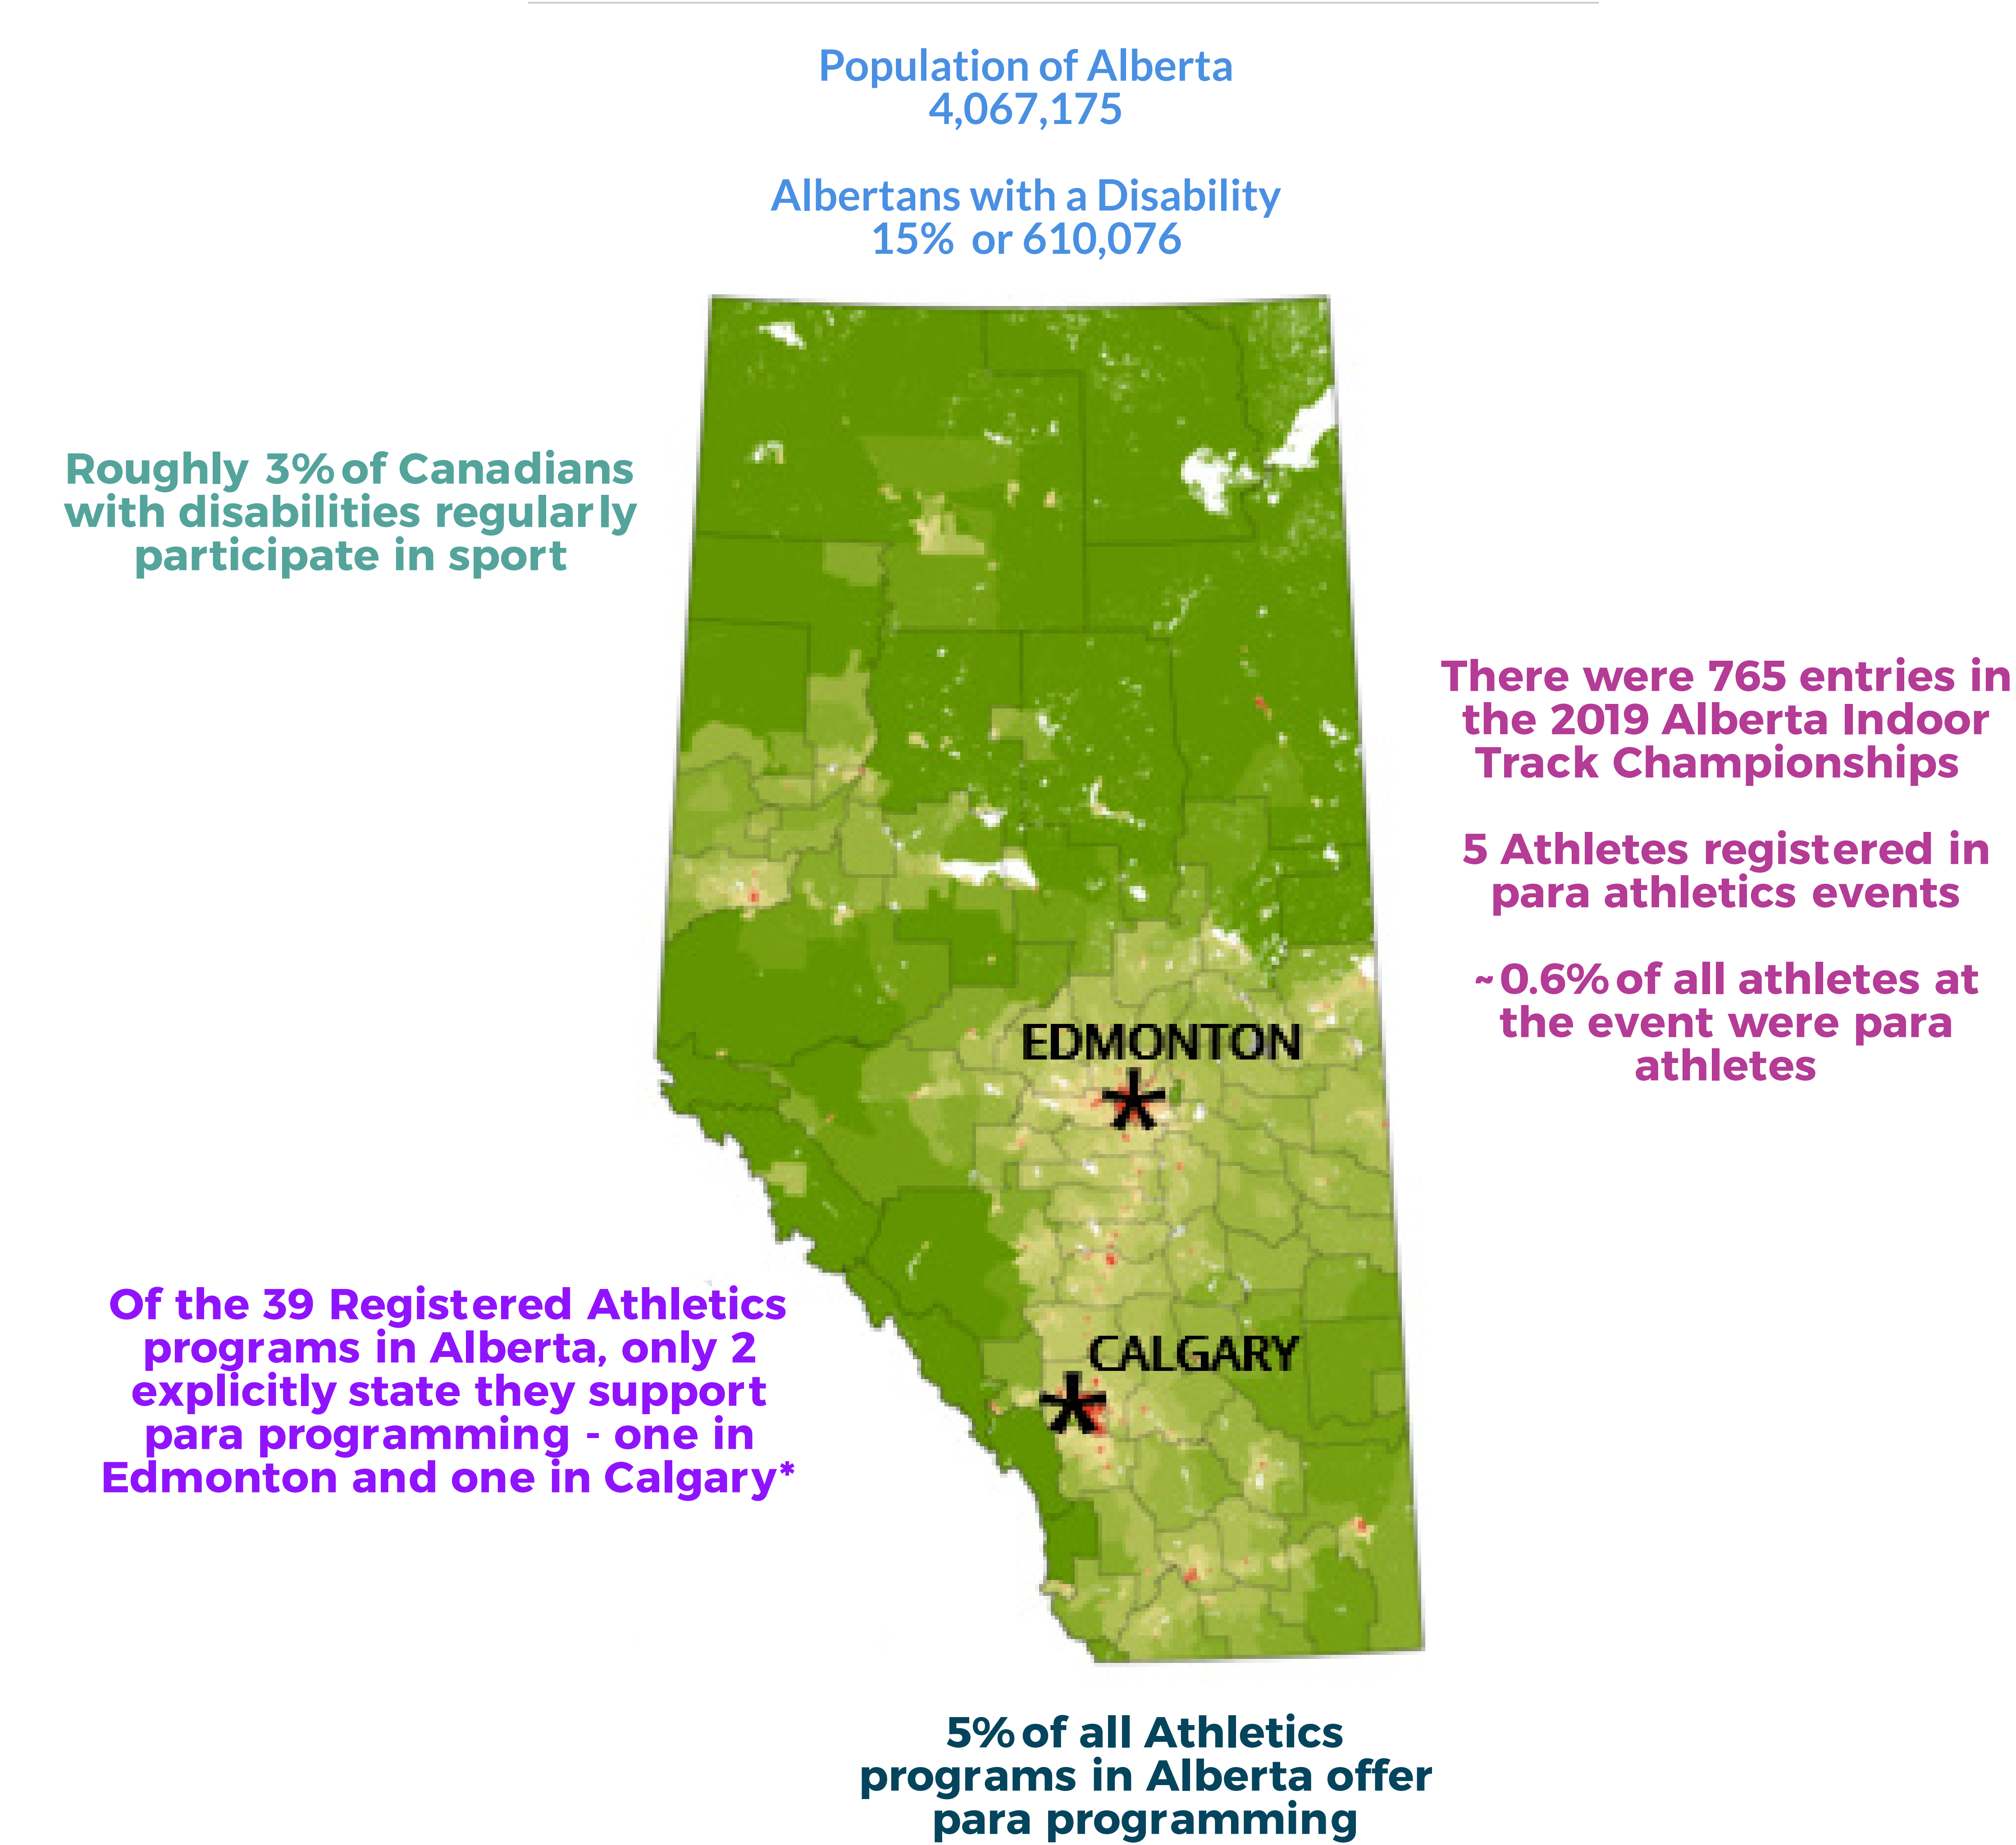 Population of Alberta
4,067,175
Albertans with a Disability
15% or 610,076
Roughly 3% of Canadians
with disabilities regularly
participate in sport
There were 765 entries in
the 2019 Alberta Indoor
Track Championships
5 Athletes registered in
para athletics events
~0.6% of all athletes at
the event were para
athletes
EDMONTON
*
Of the 39 Registered Athletics
programs in Alberta, only 2
explicitly state they support
para programming - one in
Edmonton and one in Calgary*
CALGARY
*
5% of all Athletics
programs in Alberta offer
para programming